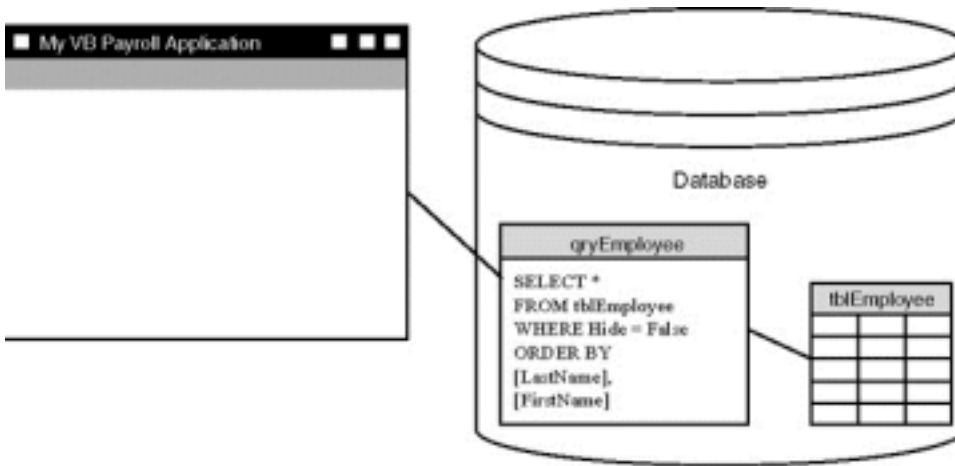 My VB Payroll Application
Database
qryEmployee
SELECT *
FROM tblEmployee
WHERE Hide = False
ORDER BY
[LastName],
[FirstName]
tblEmployee